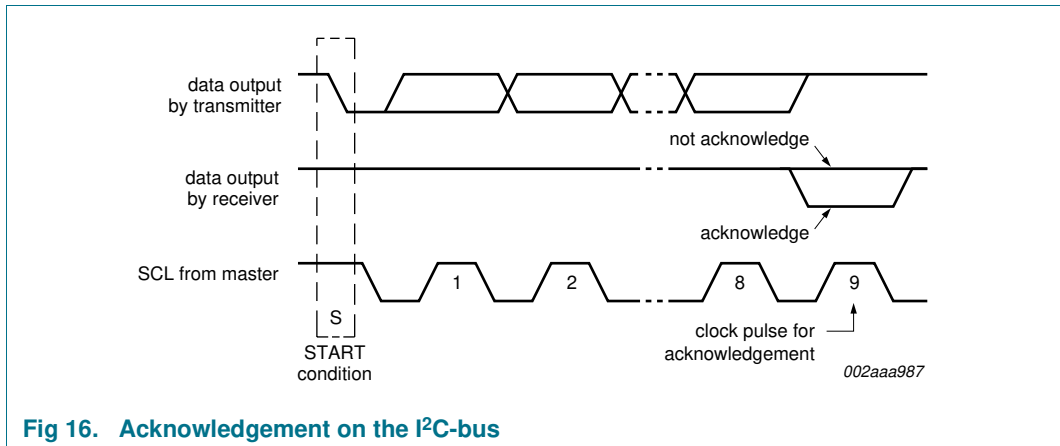 data output
by transmitter
not acknowledge
data output
by receiver
acknowledge
SCL from master
1
2
8
9
S
START
condition
clock pulse for
acknowledgement
002aaa987
Fig 16. Acknowledgement on the I²C-bus